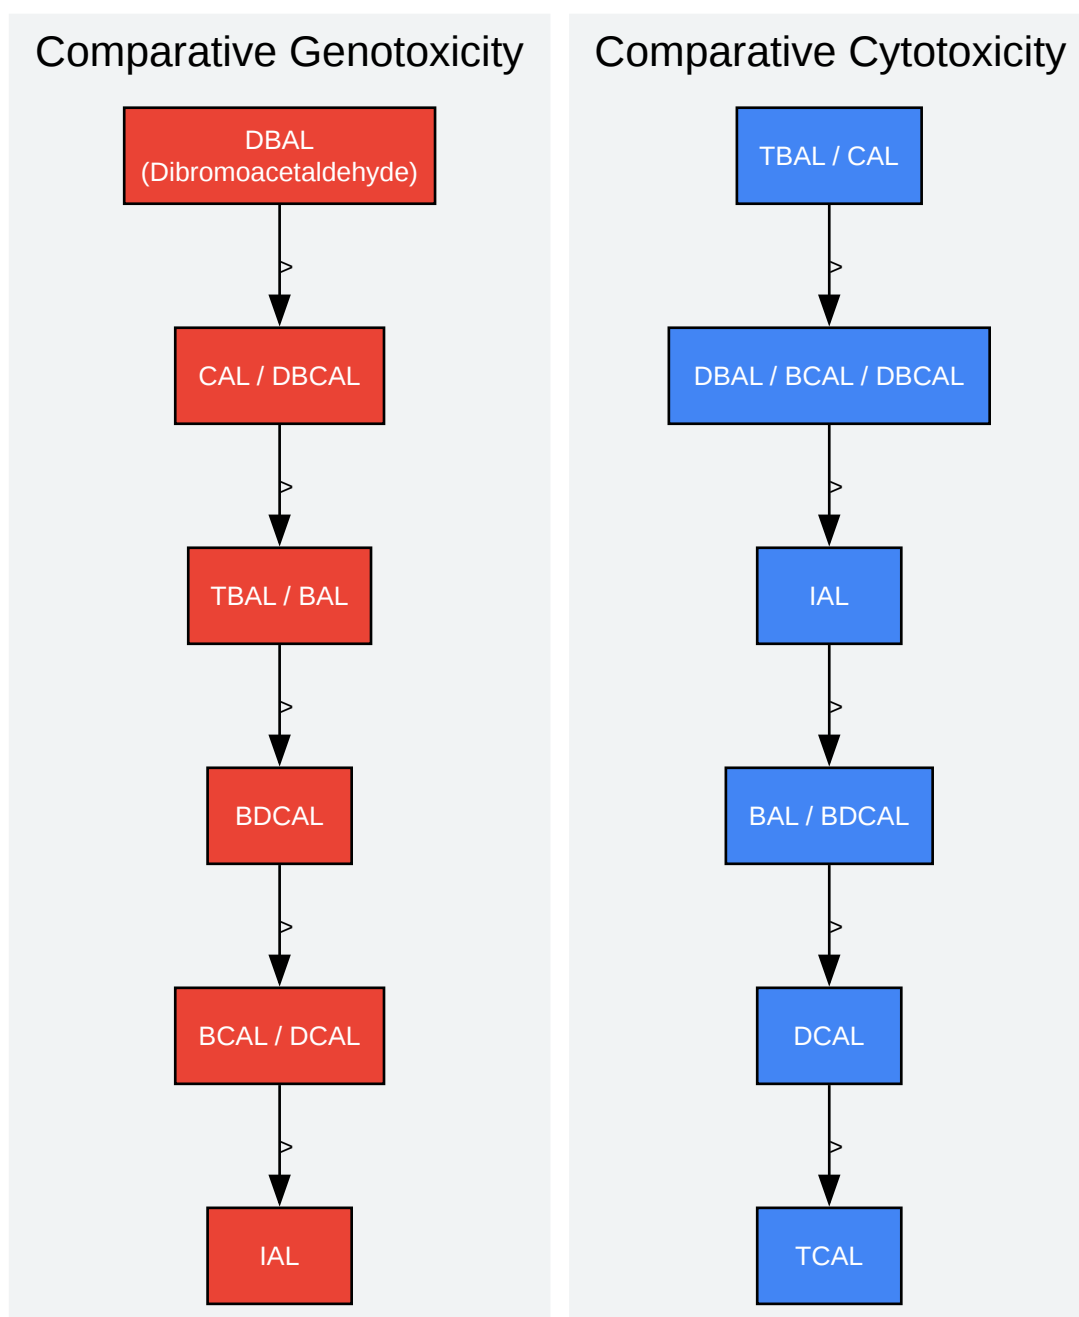 Comparative Genotoxicity
DBAL
(Dibromoacetaldehyde)
>
CAL / DBCAL
>
TBAL / BAL
>
BDCAL
>
BCAL / DCAL
>
IAL
Comparative Cytotoxicity
TBAL / CAL
>
DBAL / BCAL / DBCAL
>
IAL
>
BAL / BDCAL
>
DCAL
>
TCAL